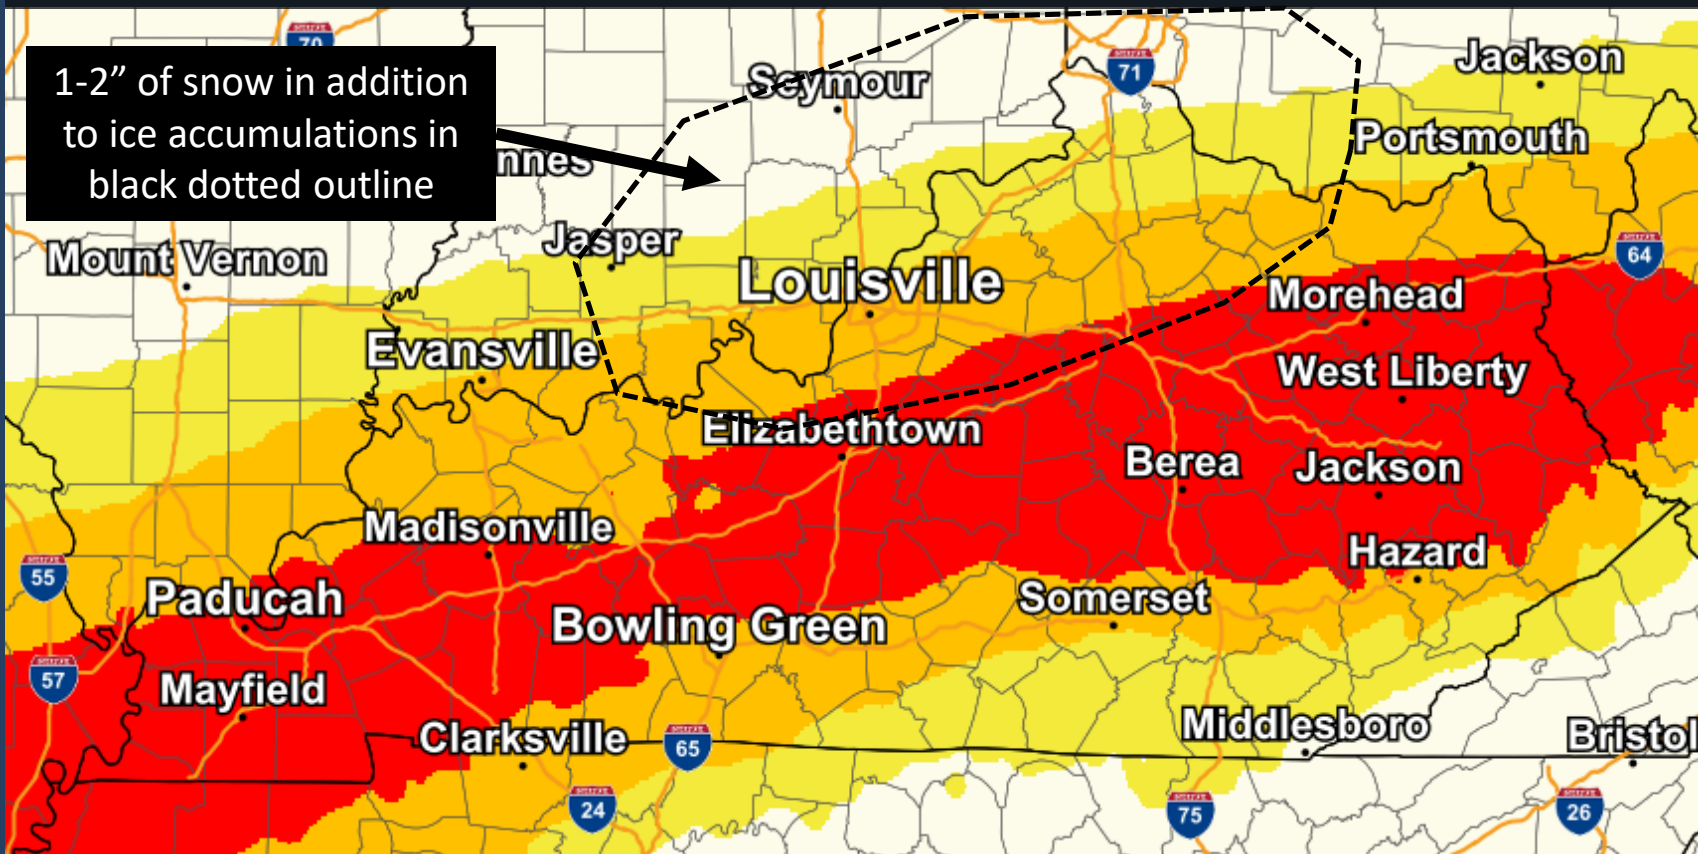 70
1-2” of snow in addition
to ice accumulations in
black dotted outline
Seymour
71
Jackson
Portsmouth
nnes
Jasper
Mount Vernon
Louisville
64
Morehead
Evansville
West Liberty
Elizabethtown
Berea
Jackson
Madisonville
Hazard
55
Paducah
Somerset
Bowling Green
57
Mayfield
Clarksville
65
Middlesboro
Bristol
24
75
26